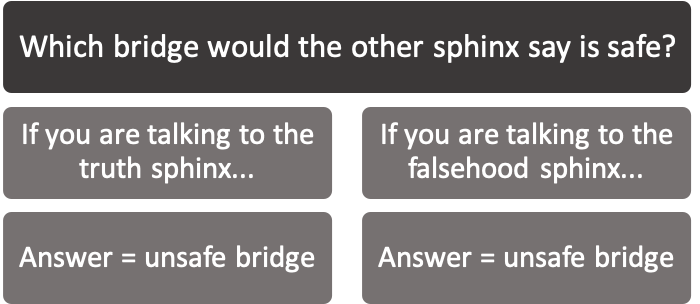 Which bridge would the other sphinx say is safe?
If you are talking to the
truth sphinx...
If you are talking to the
falsehood sphinx...
Answer = unsafe bridge
Answer = unsafe bridge